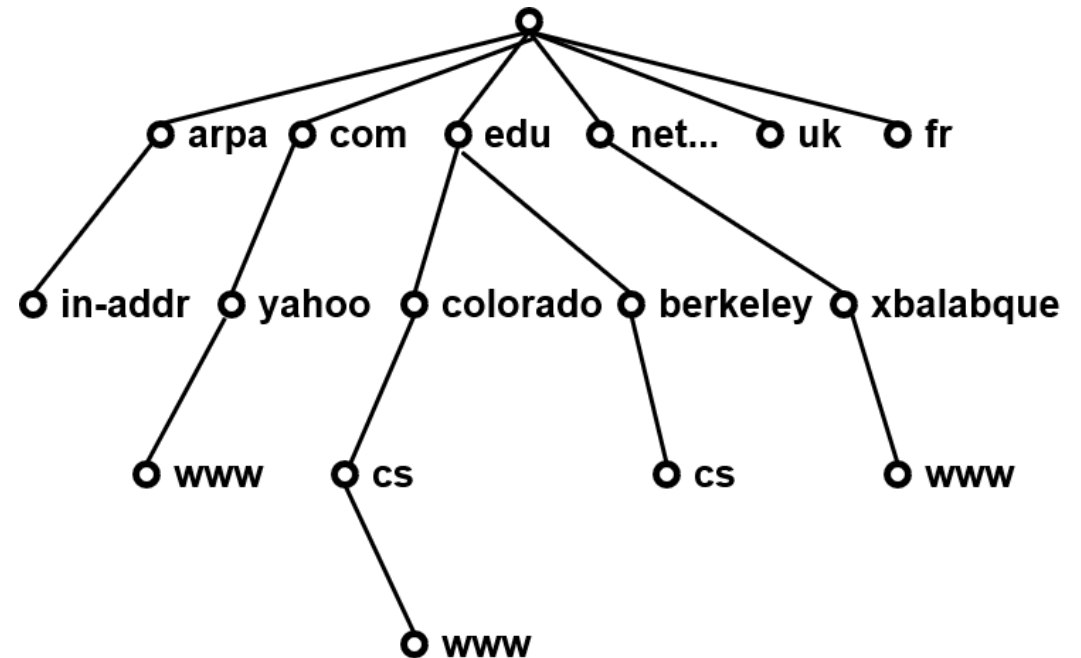 arpa com edu net... uk fr
in-addr yahoo colorado berkeley xbalabque
www cs cs www
www